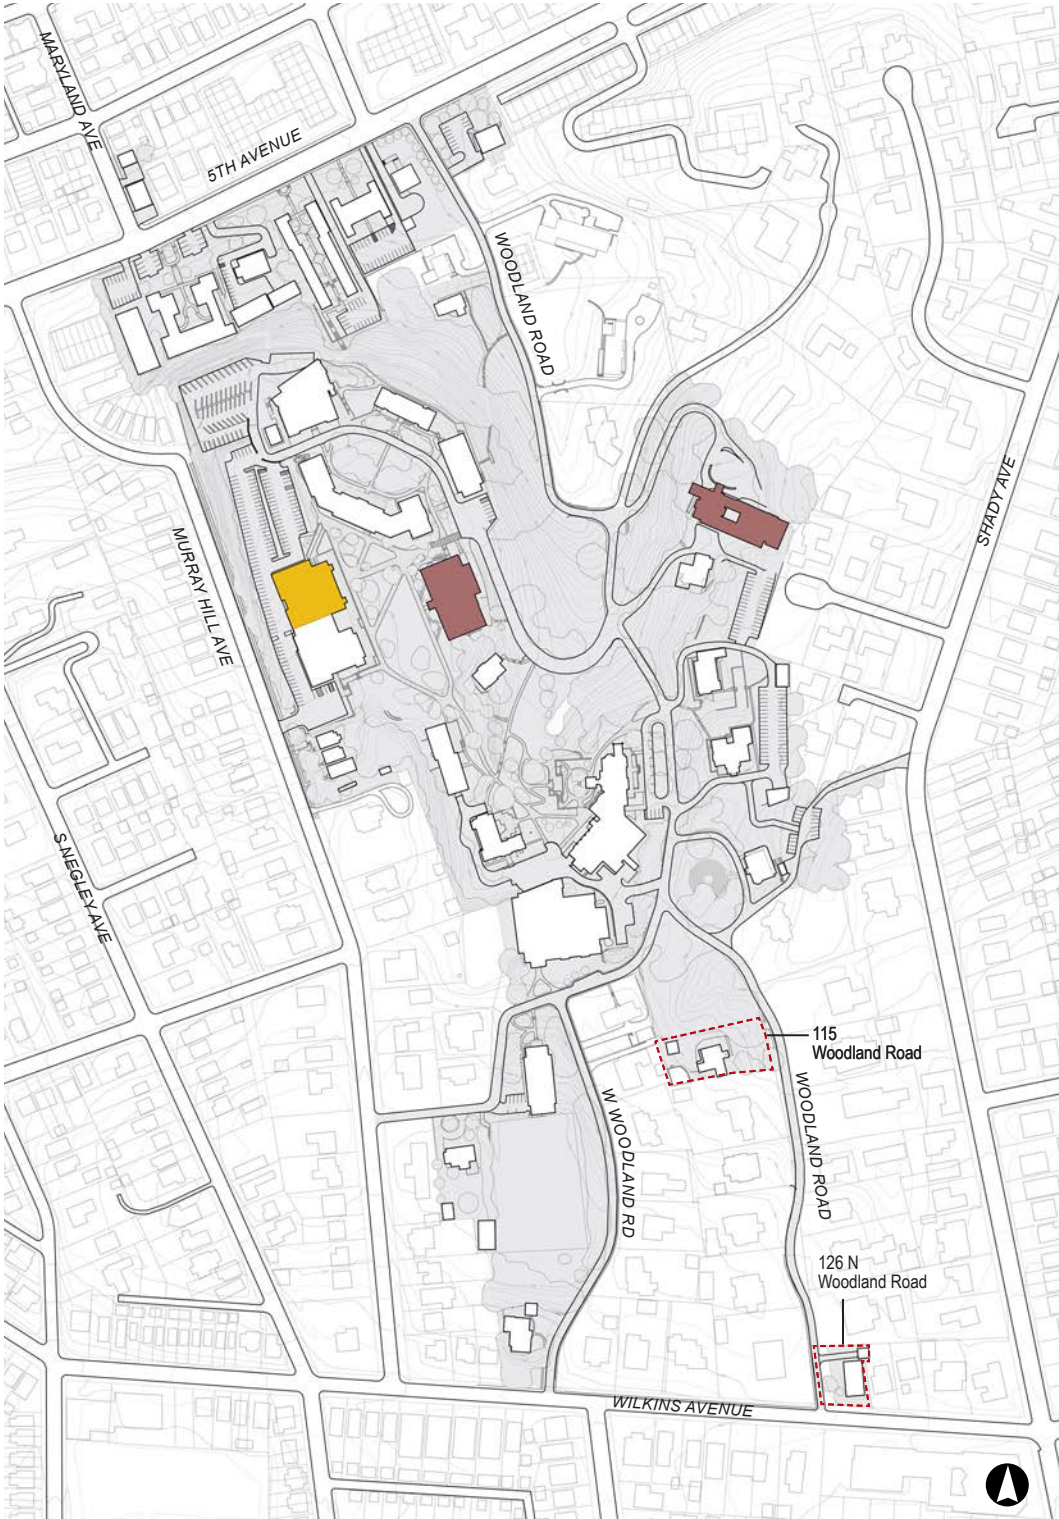 MARYLAND AVE
5TH AVENUE
WOODLAND ROAD
SHADY AVE
MURRAY HILL AVE
S NEGLEY AVE
115
Woodland Road
WOODLAND ROAD
W WOODLAND RD
126 N
Woodland Road
WILKINS AVENUE